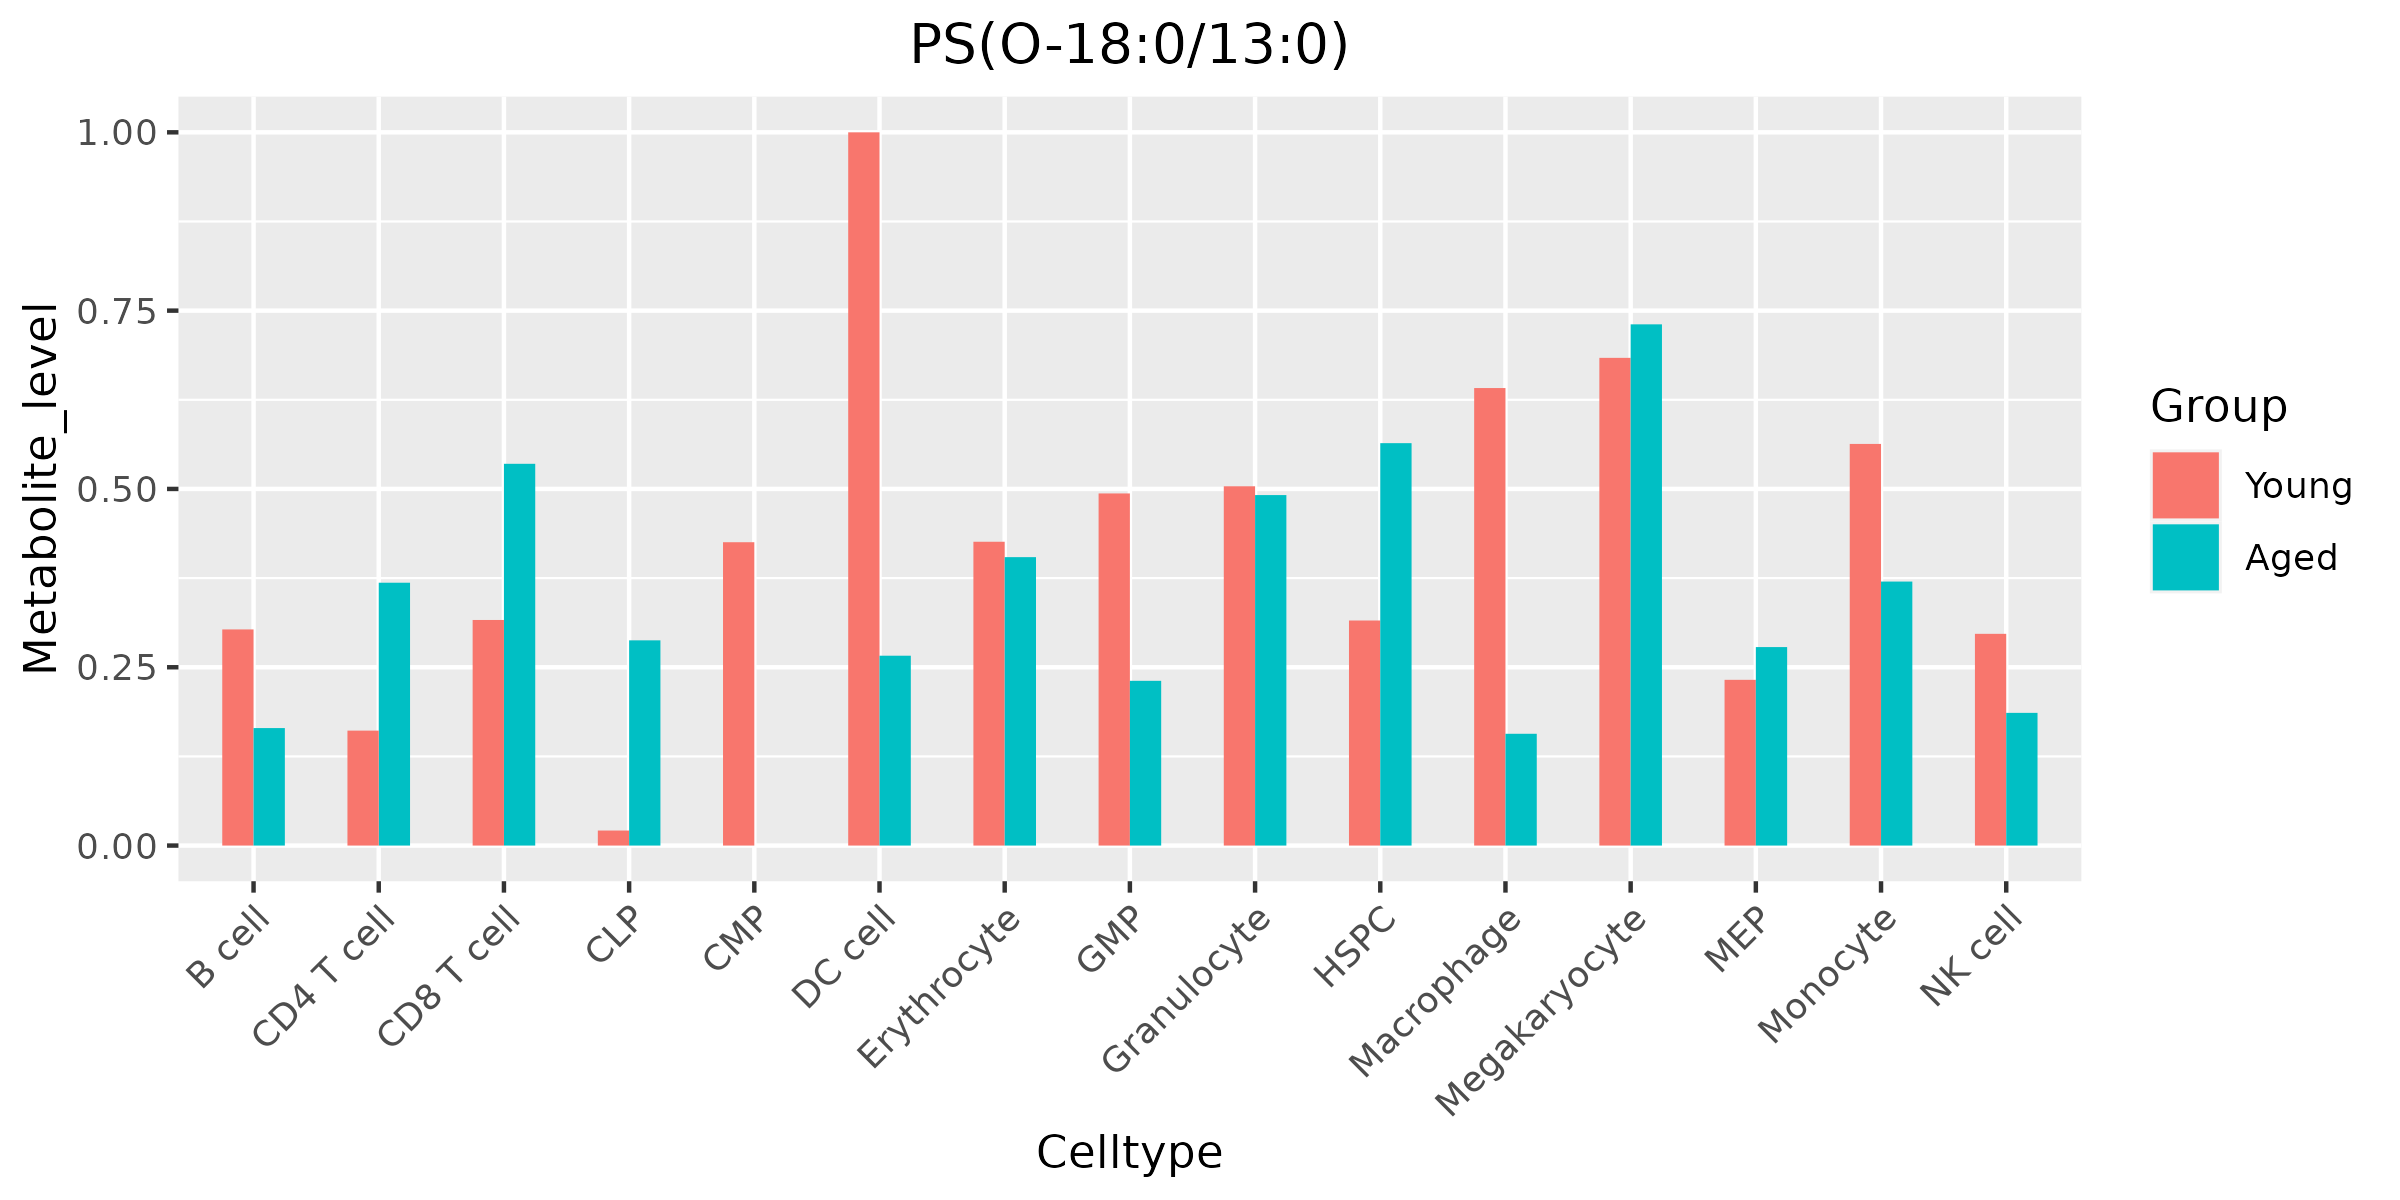 PS(O-18:0/13:0)
Metabolite_level
1.00
0.75
0.50
0.25
0.00
B cell
CD4 T cell
CD8 T cell
CLP
CMP
DC cell
Erythrocyte
GMP
Granulocyte
HSPC
Macrophage
Megakaryocyte
MEP
Monocyte
NK cell
Celltype
Group
Young
Aged